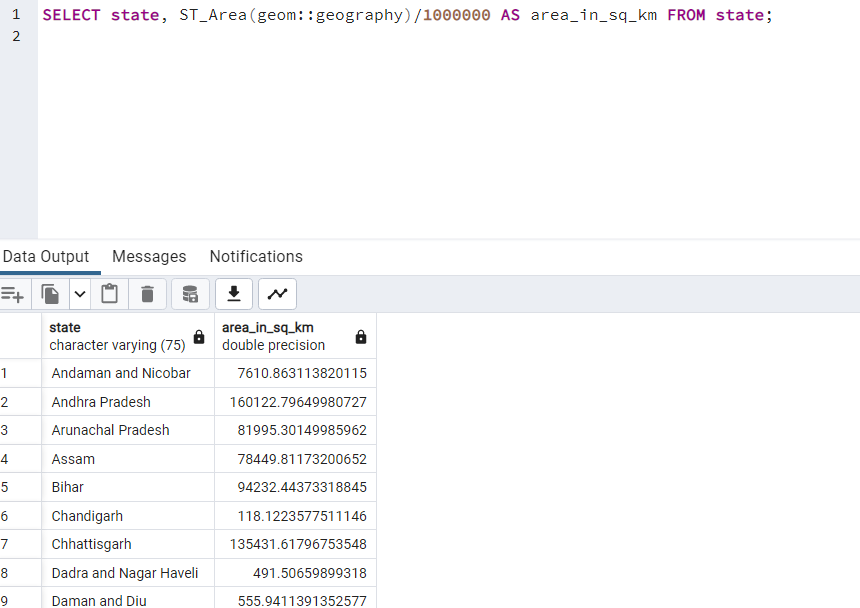 1 SELECT state, ST_Area(geom::geography)/1000000 AS area_in_sq_km FROM state;
2
Data Output Messages Notifications
state area_in_sq_km
character varying (75) double precision
1 Andaman and Nicobar 7610.863113820115
2 Andhra Pradesh 160122.79649980727
3 Arunachal Pradesh 81995.30149985962
4 Assam 78449.81173200652
5 Bihar 94232.44373318845
6 Chandigarh 118.1223577511146
7 Chhattisgarh 135431.61796753548
8 Dadra and Nagar Haveli 491.50659899318
9 Daman and Diu 555.9411391352577